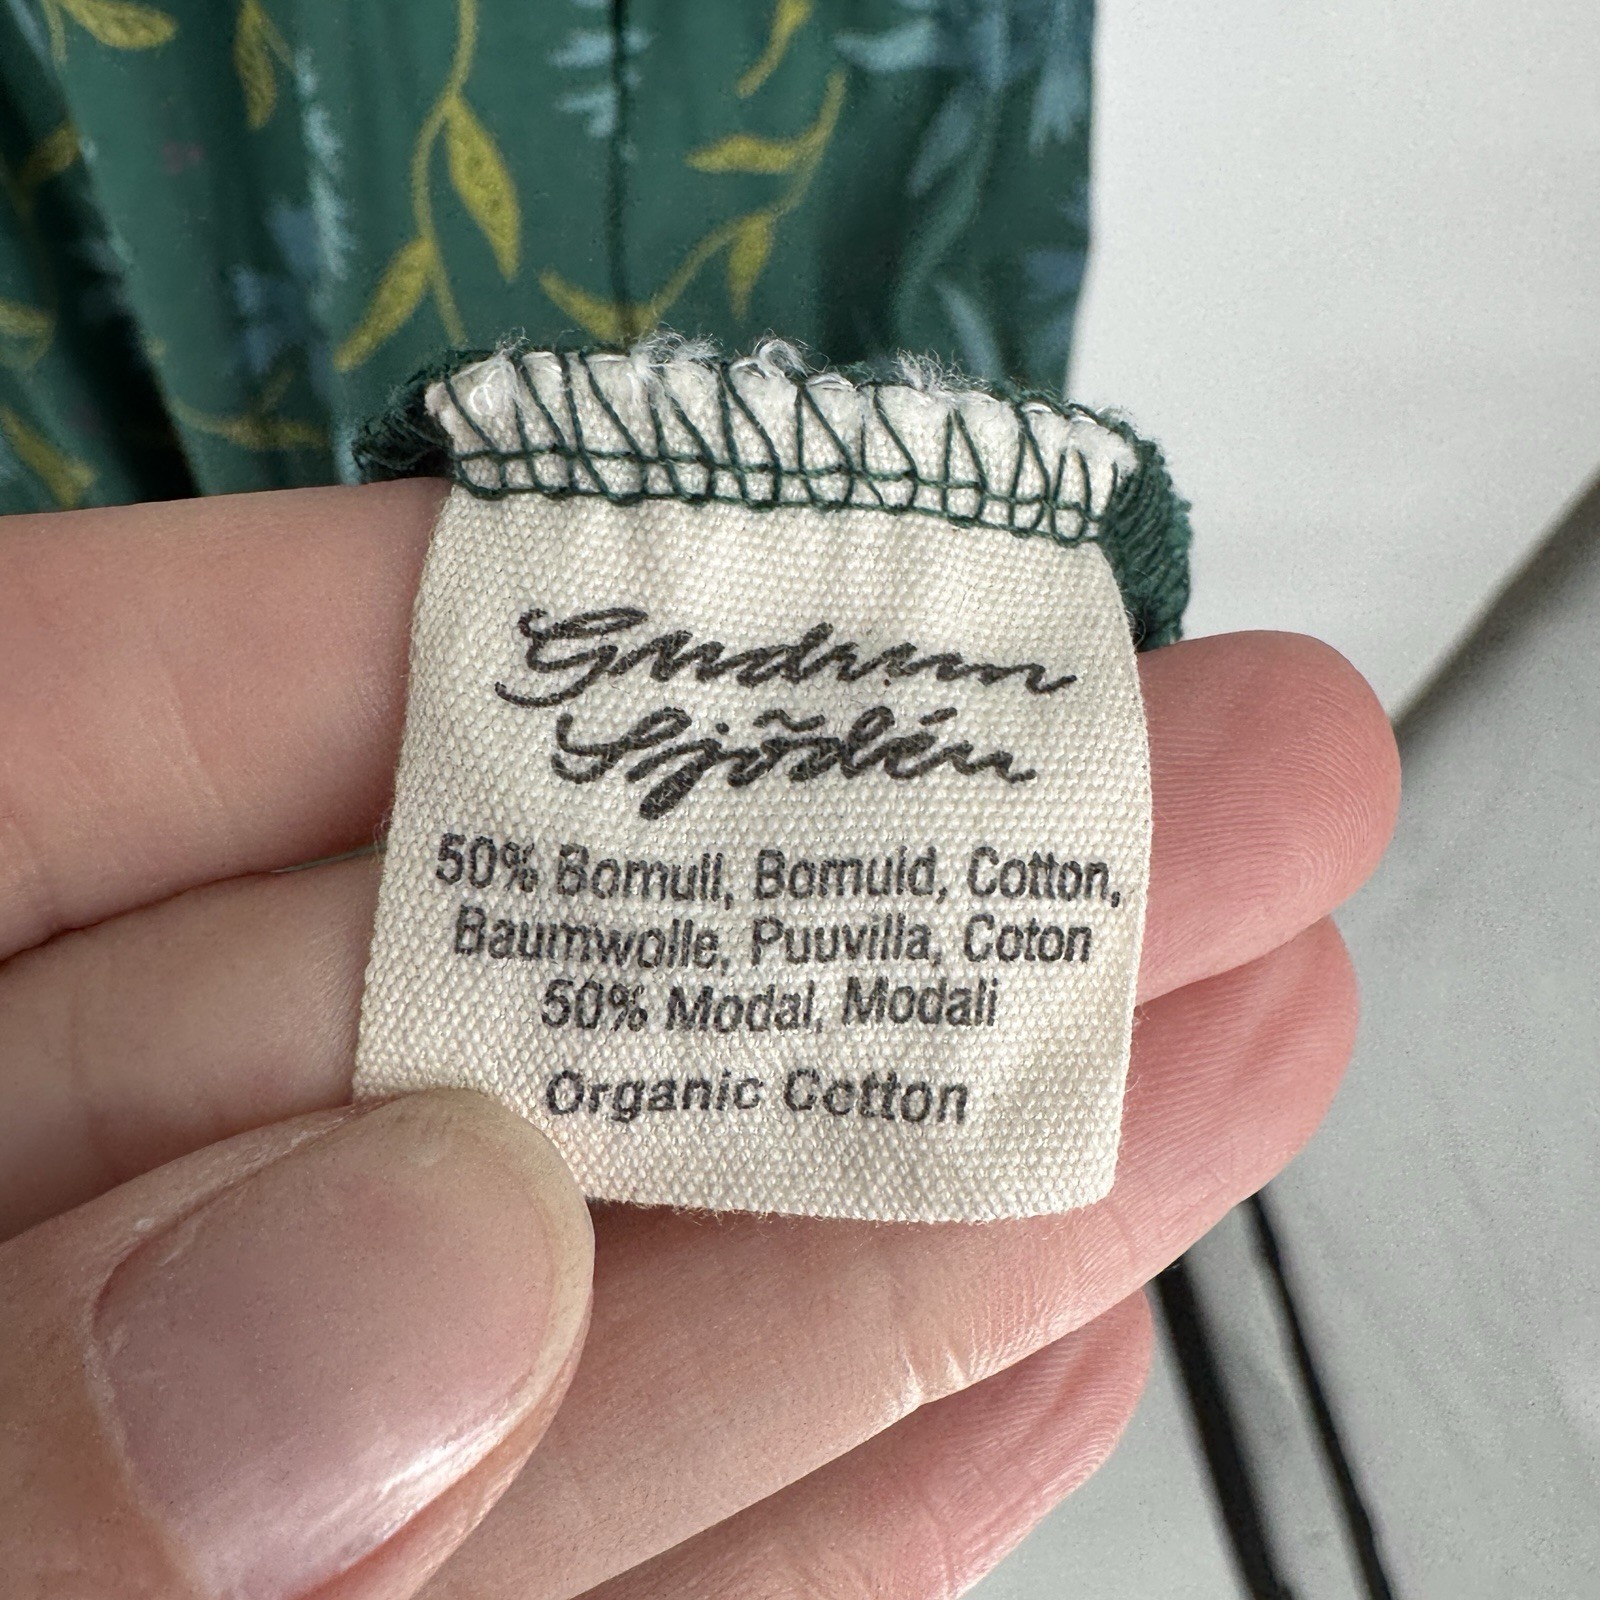 Gudrun
Sjödén
50% Bomull, Bomuld, Cotton,
Baumwolle, Puuvilla, Coton
50% Modal, Modali
Organic Cotton